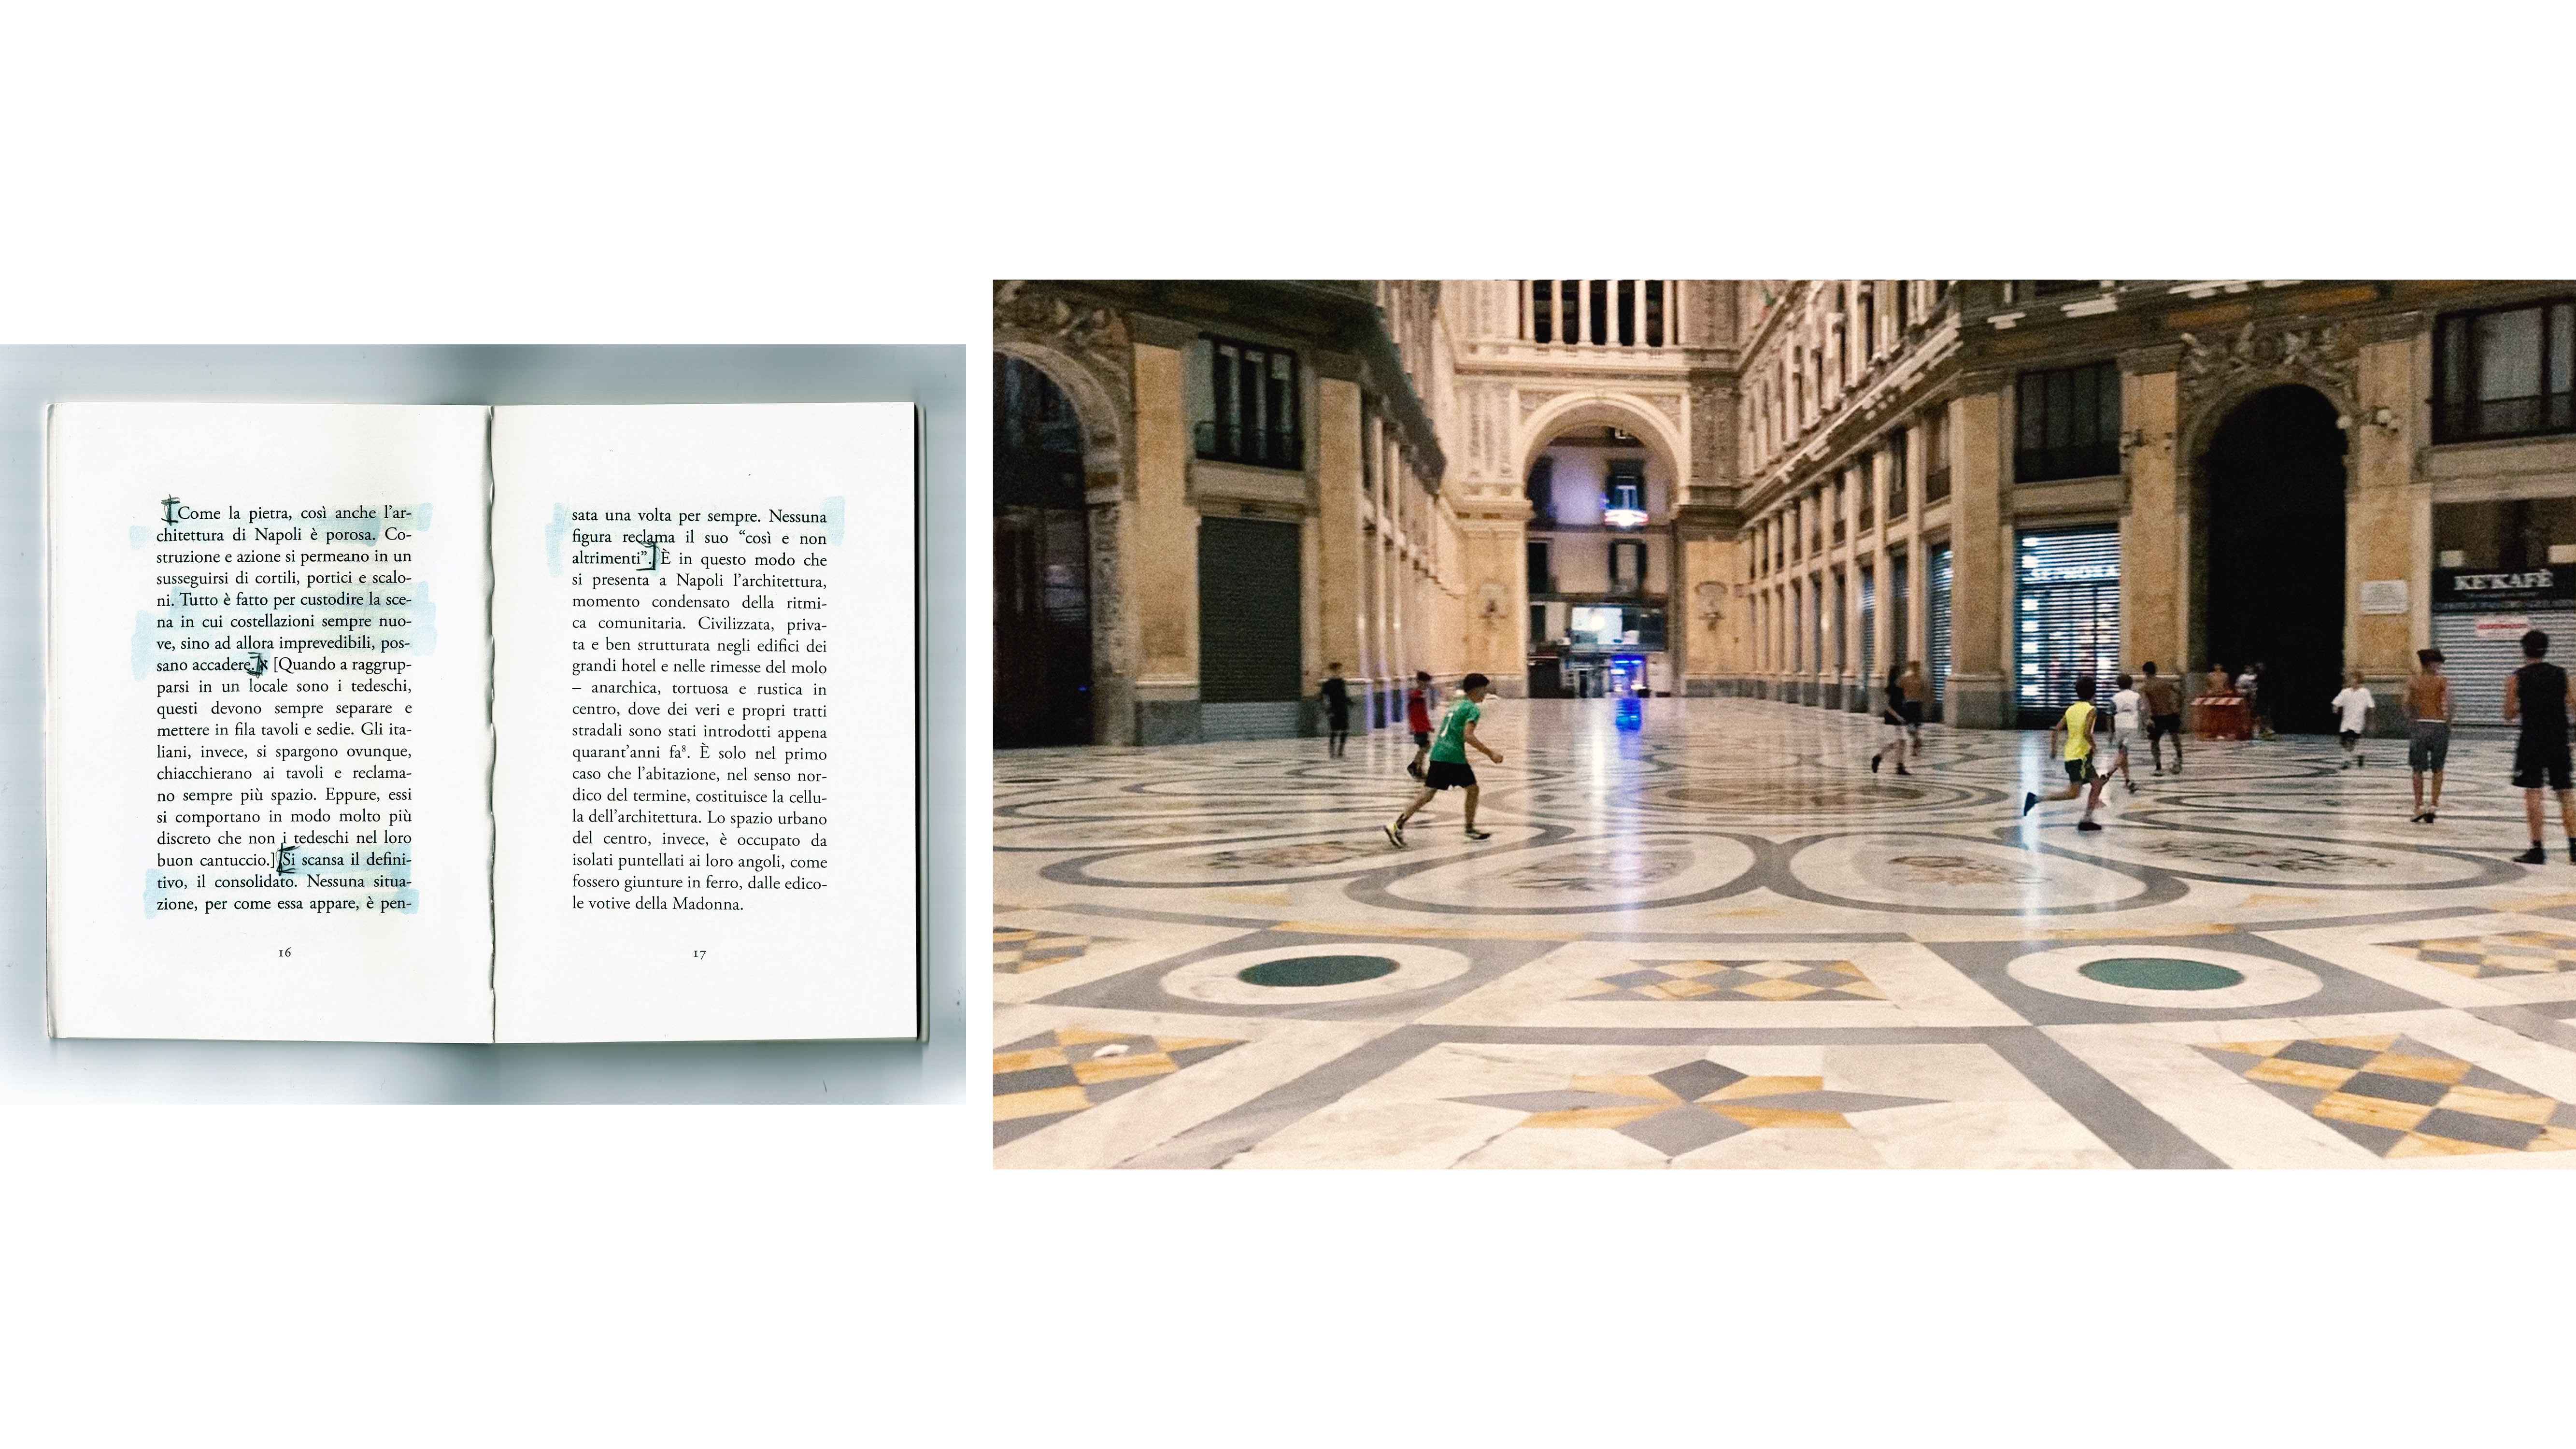 Come la pietra, così anche l'ar-
chitettura di Napoli è porosa. Co-
struzione e azione si permeano in un
susseguirsi di cortili, portici e scalo-
ni. Tutto è fatto per custodire la sce-
na in cui costellazioni sempre nuo-
ve, sino ad allora imprevedibili, pos-
sano accadere. [Quando a raggrup-
parsi in un locale sono i tedeschi,
questi devono sempre separare e
mettere in fila tavoli e sedie. Gli ita-
liani, invece, si spargono ovunque,
chiacchierano ai tavoli e reclama-
no sempre più spazio. Eppure, essi
si comportano in modo molto più
discreto che non i tedeschi nel loro
buon cantuccio.] Si scansa il defini-
tivo, il consolidato. Nessuna situa-
zione, per come essa appare, è pen-
16
sata una volta per sempre. Nessuna
figura reclama il suo “così e non
altrimenti”. È in questo modo che
si presenta a Napoli l'architettura,
momento condensato della ritmi-
ca comunitaria. Civilizzata, priva-
ta e ben strutturata negli edifici dei
grandi hotel e nelle rimesse del molo
– anarchica, tortuosa e rustica in
centro, dove dei veri e propri tratti
stradali sono stati introdotti appena
quarant'anni fa⁸. È solo nel primo
caso che l'abitazione, nel senso nor-
dico del termine, costituisce la cellu-
la dell'architettura. Lo spazio urbano
del centro, invece, è occupato da
isolati puntellati ai loro angoli, come
fossero giunture in ferro, dalle edico-
le votive della Madonna.
17
KE'KAFÈ